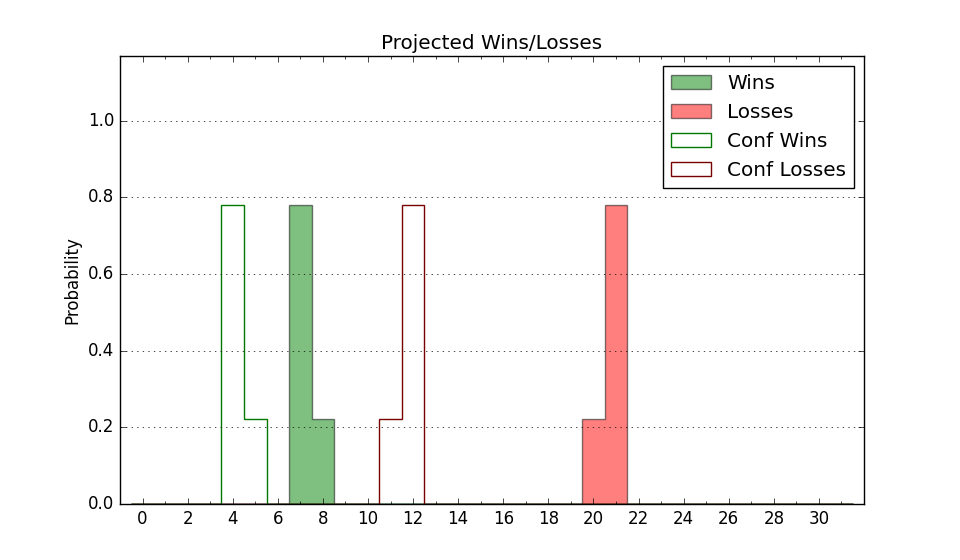 Projected Wins/Losses
Wins
Losses
Conf Wins
Conf Losses
Probability
1.0
0.8
0.6
0.4
0.2
0.0
0 2 4 6 8 10 12 14 16 18 20 22 24 26 28 30